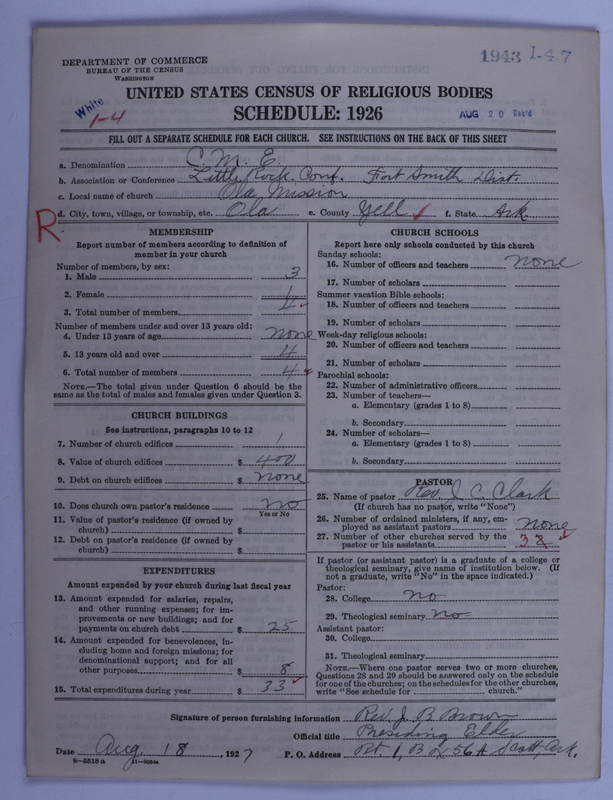 1943 1-4-7
DEPARTMENT OF COMMERCE
BUREAU OF THE CENSUS
WASHINGTON
UNITED STATES CENSUS OF RELIGIOUS BODIES
White
1-4
SCHEDULE: 1926
AUG 20 Rec'd
FILL OUT A SEPARATE SCHEDULE FOR EACH CHURCH. SEE INSTRUCTIONS ON THE BACK OF THIS SHEET
a. Denomination C. M. E.
b. Association or Conference Little Rock Conf. Fort Smith Dist.
c. Local name of church Ola Mission
R
d. City, town, village, or township, etc. Ola e. County Yell f. State Ark.
MEMBERSHIP
Report number of members according to definition of
member in your church
Number of members, by sex:
1. Male 3
2. Female 1
3. Total number of members 4
Number of members under and over 13 years old:
4. Under 13 years of age none
5. 13 years old and over 4
6. Total number of members 4
NOTE.—The total given under Question 6 should be
same as the total of males and females given under Question 3.
CHURCH BUILDINGS
See instructions, paragraphs 10 to 12
7. Number of church edifices 1
8. Value of church edifices $ 400
9. Debt on church edifices $ none
10. Does church own pastor's residence no
Yes or No
11. Value of pastor's residence (if owned by
church) $
12. Debt on pastor's residence (if owned by
church) $
EXPENDITURES
Amount expended by your church during last fiscal year
13. Amount expended for salaries, repairs,
and other running expenses; for im-
provements or new buildings; and for
payments on church debt $ 25
14. Amount expended for benevolences, in-
cluding home and foreign missions; for
denominational support; and for all
other purposes $ 8
15. Total expenditures during year $ 33
CHURCH SCHOOLS
Report here only schools conducted by this church
Sunday schools:
16. Number of officers and teachers none
17. Number of scholars
Summer vacation Bible schools:
18. Number of officers and teachers
19. Number of scholars
Week-day religious schools:
20. Number of officers and teachers
21. Number of scholars
Parochial schools:
22. Number of administrative officers
23. Number of teachers—
a. Elementary (grades 1 to 8)
b. Secondary
24. Number of scholars—
a. Elementary (grades 1 to 8)
b. Secondary
PASTOR
25. Name of pastor Rev. J. C. Clark
(If church has no pastor, write "None")
26. Number of ordained ministers, if any, em-
ployed as assistant pastors none
27. Number of other churches served by the
pastor or his assistants 3
If pastor (or assistant pastor) is a graduate of a college or
theological seminary, give name of institution below. (If
not a graduate, write "No" in the space indicated.)
Pastor:
28. College no
29. Theological seminary no
Assistant pastor:
30. College
31. Theological seminary
NOTE.—Where one pastor serves two or more churches,
Questions 28 and 29 should be answered only on the schedule
for one of the churches; on the schedules for the other churches,
write "See schedule for church."
Signature of person furnishing information Rev. J. B. Brown
Official title Presiding Elder
Date Aug. 18, 1927 P. O. Address Rt. 1, Box 56A Scott, Ark.
8-5518a